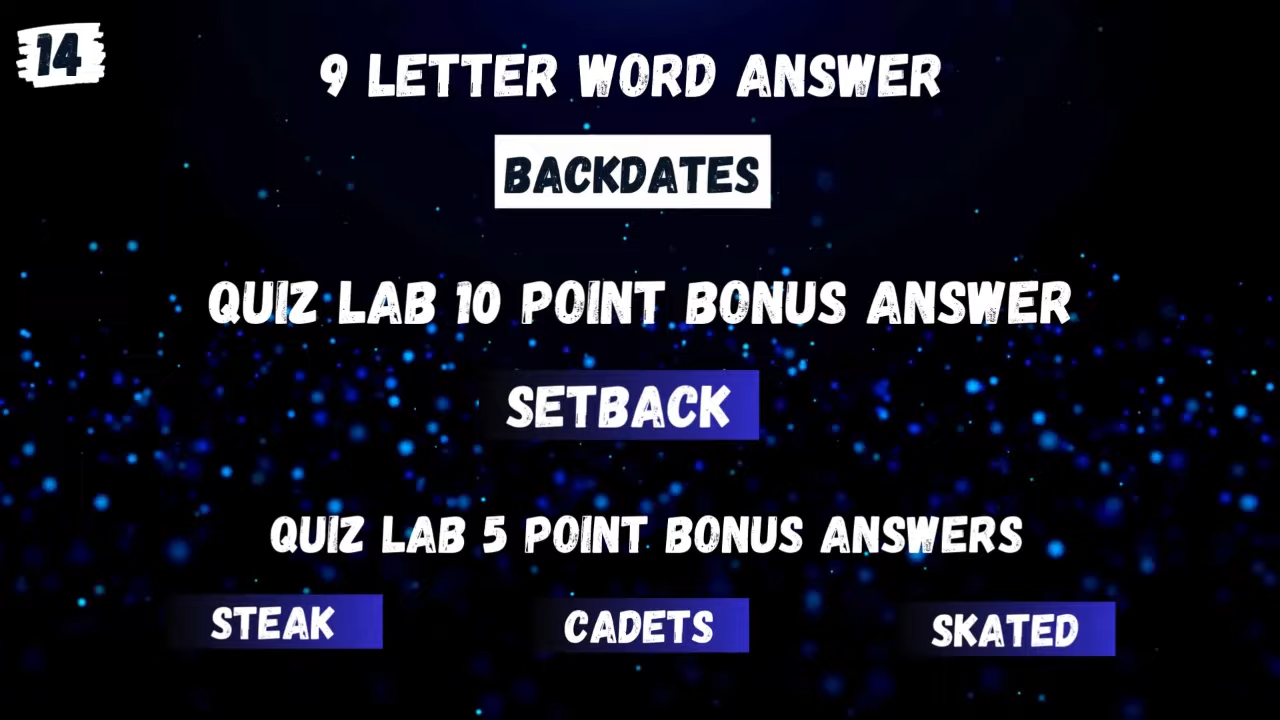 14
9 LETTER WORD ANSWER
BACKDATES
QUIZ LAB 10 POINT BONUS ANSWER
SETBACK
QUIZ LAB 5 POINT BONUS ANSWERS
STEAK CADETS SKATED